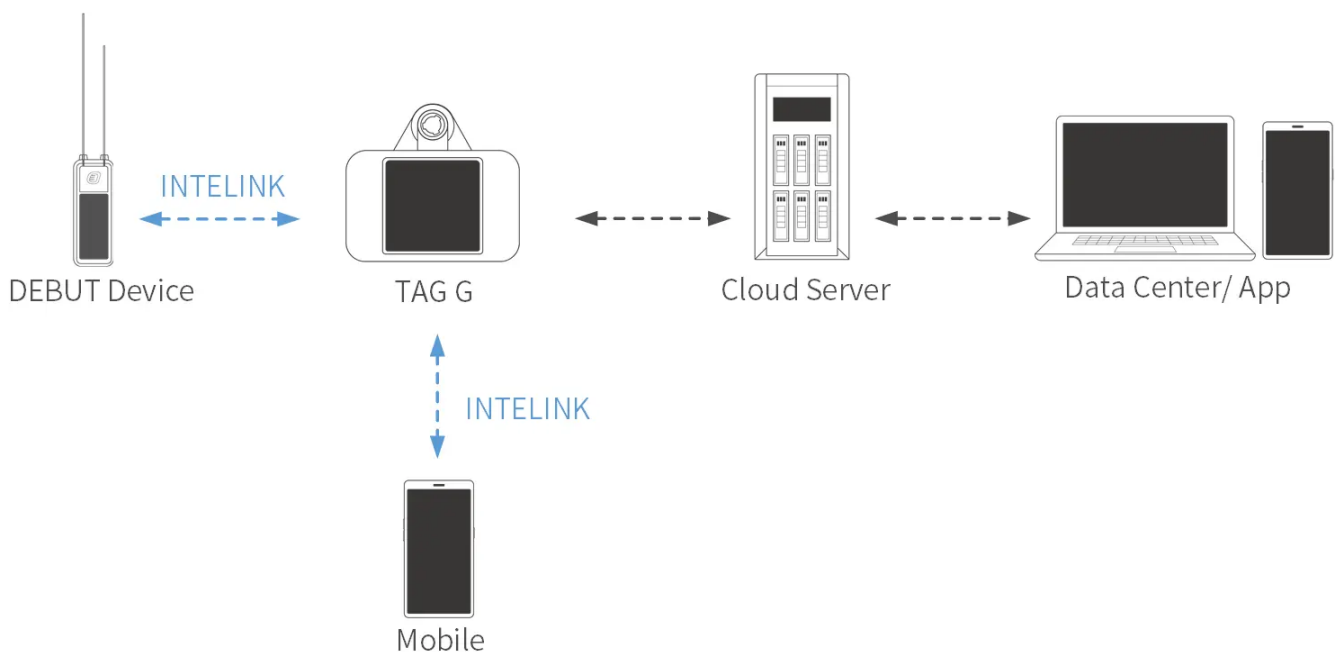 INTELINK
DEBUT Device
TAG G
Cloud Server
Data Center/ App
INTELINK
Mobile